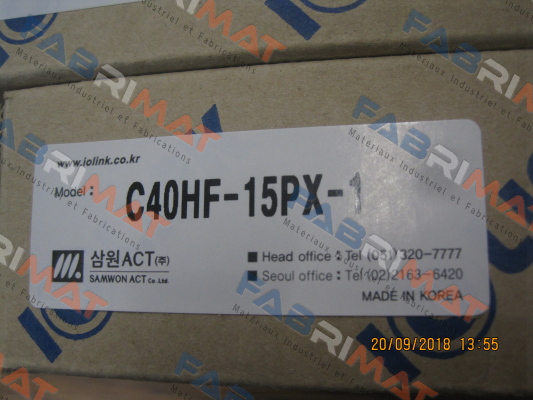 www.iolink.co.kr
Model : C40HF-15PX-1
삼원ACT(주)
SAMWON ACT Co. Ltd.
■ Head office : Tel (051)320-7777
■ Seoul office : Tel (02)2163-6420
MADE IN KOREA
20/09/2018 13:55
FABRIMAT
Materiaux Industriel et Fabrications